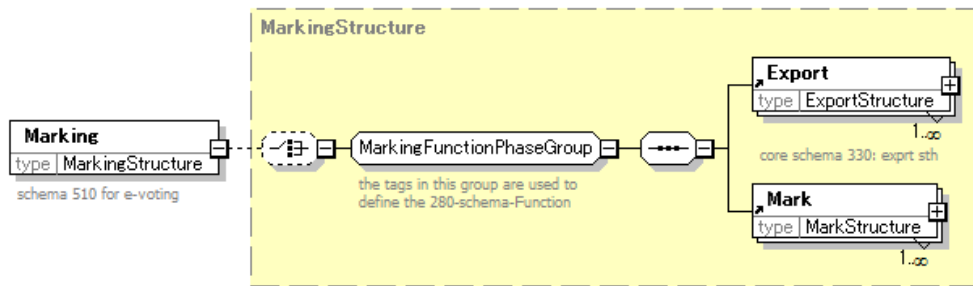 MarkingStructure
Export
type ExportStructure
1..∞
core schema 330: exprt sth
Marking
type MarkingStructure
schema 510 for e-voting
MarkingFunctionPhaseGroup
the tags in this group are used to
define the 280-schema-Function
Mark
type MarkStructure
1..∞